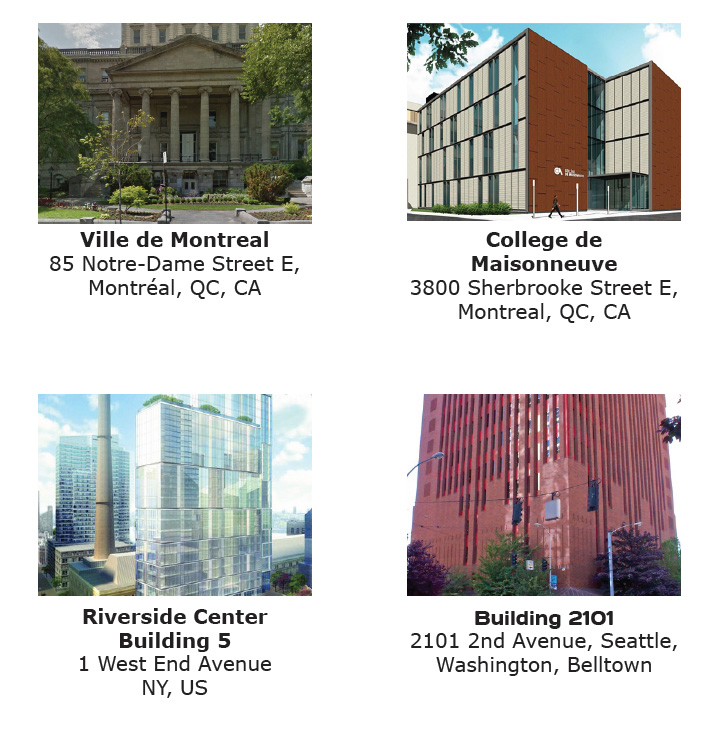 Ville de Montreal
85 Notre-Dame Street E,
Montréal, QC, CA
College de
Maisonneuve
3800 Sherbrooke Street E,
Montreal, QC, CA
Riverside Center
Building 5
1 West End Avenue
NY, US
Building 2101
2101 2nd Avenue, Seattle,
Washington, Belltown